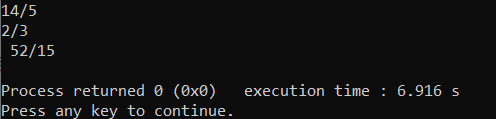 14/5
2/3
52/15
Process returned 0 (0x0)   execution time : 6.916 s
Press any key to continue.